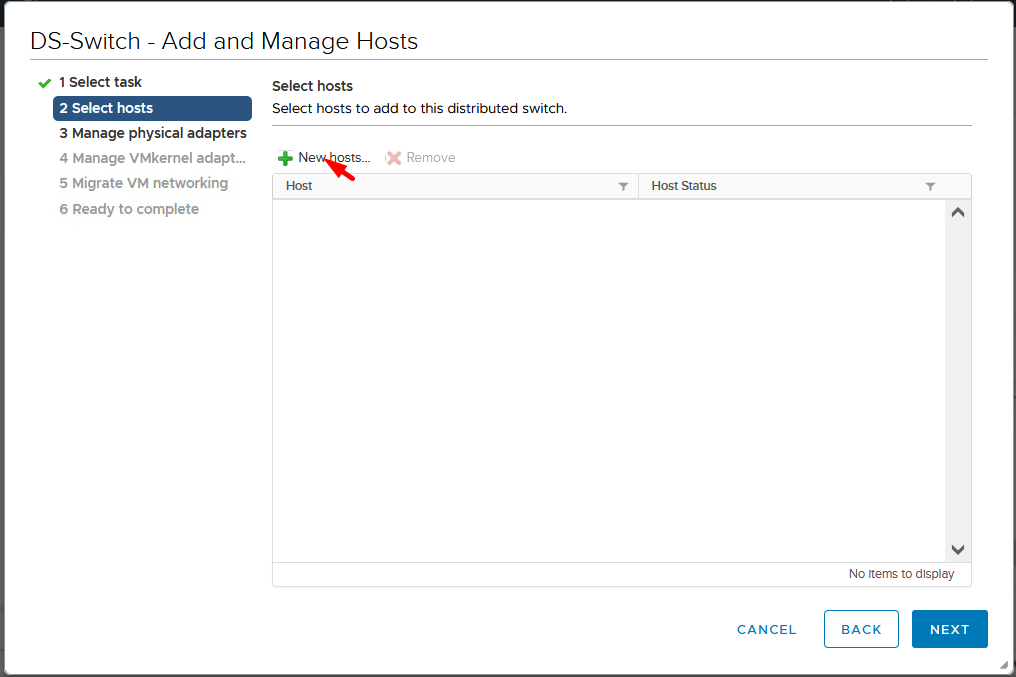 DS-Switch - Add and Manage Hosts
1 Select task
2 Select hosts
3 Manage physical adapters
4 Manage VMkernel adapt...
5 Migrate VM networking
6 Ready to complete
Select hosts
Select hosts to add to this distributed switch.
New hosts... Remove
Host Host Status
No items to display
CANCEL BACK NEXT